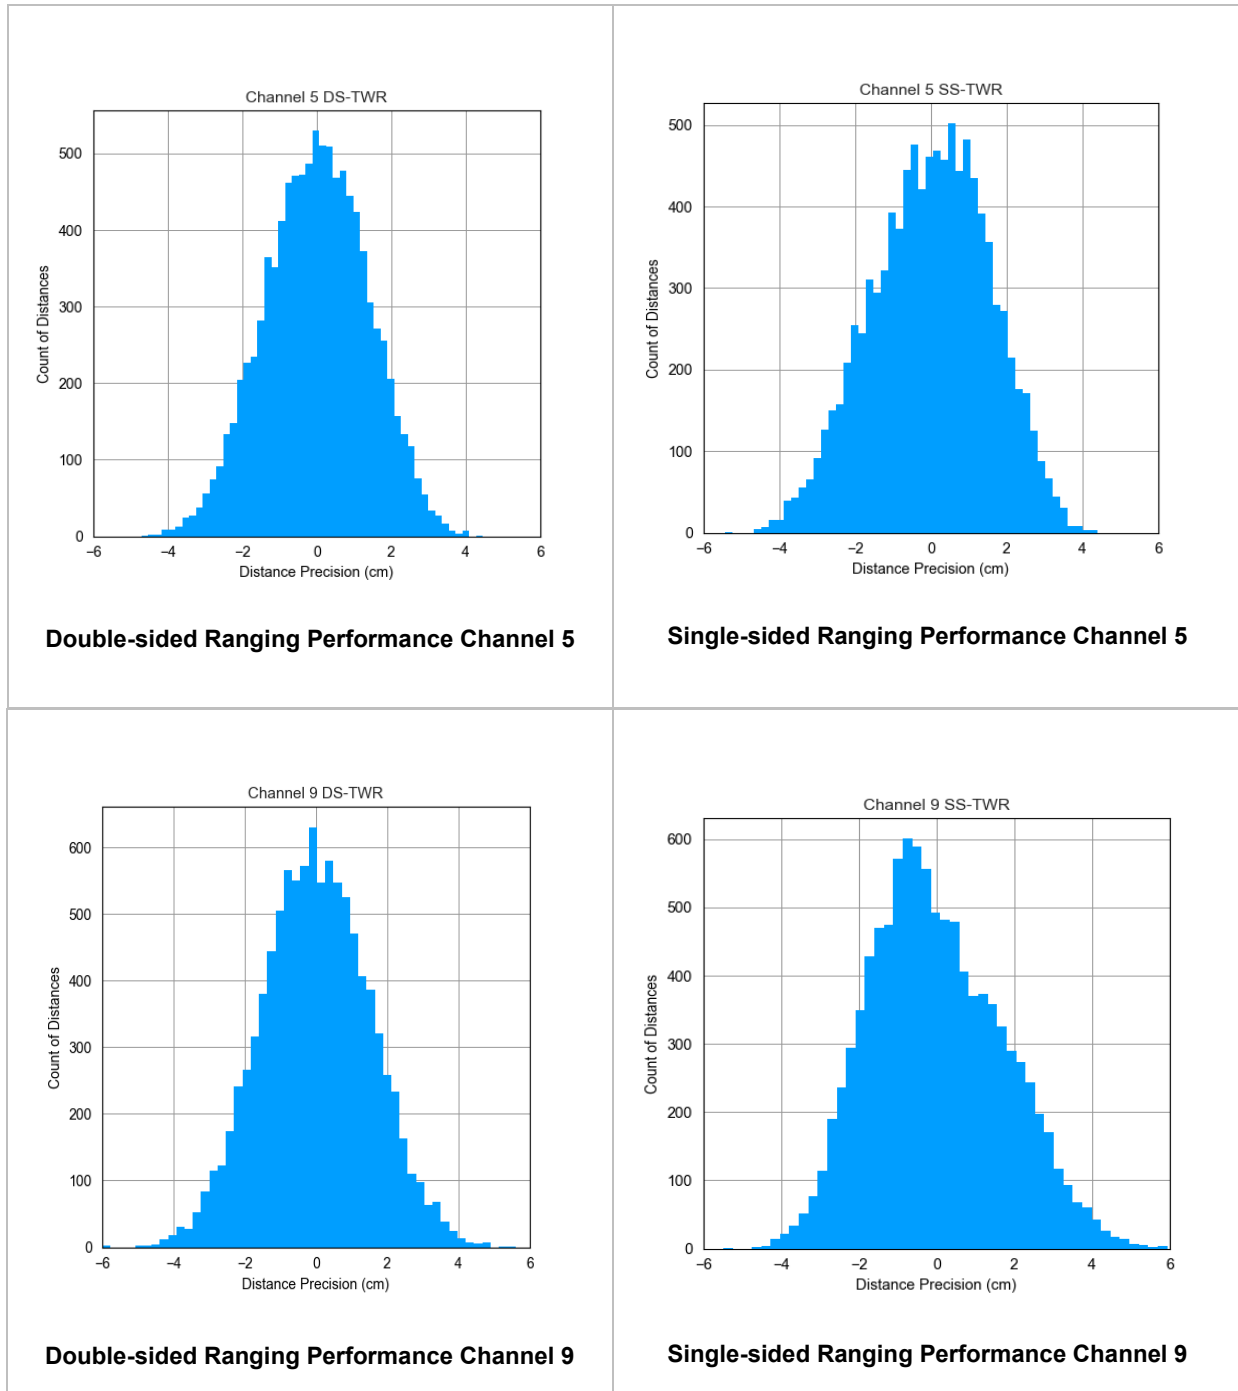 Channel 5 DS-TWR
500
400
300
200
100
0
−6 −4 −2 0 2 4 6
Count of Distances
Distance Precision (cm)
Double-sided Ranging Performance Channel 5
Channel 5 SS-TWR
500
400
300
200
100
0
−6 −4 −2 0 2 4 6
Count of Distances
Distance Precision (cm)
Single-sided Ranging Performance Channel 5
Channel 9 DS-TWR
600
500
400
300
200
100
0
−6 −4 −2 0 2 4 6
Count of Distances
Distance Precision (cm)
Double-sided Ranging Performance Channel 9
Channel 9 SS-TWR
600
500
400
300
200
100
0
−6 −4 −2 0 2 4 6
Count of Distances
Distance Precision (cm)
Single-sided Ranging Performance Channel 9